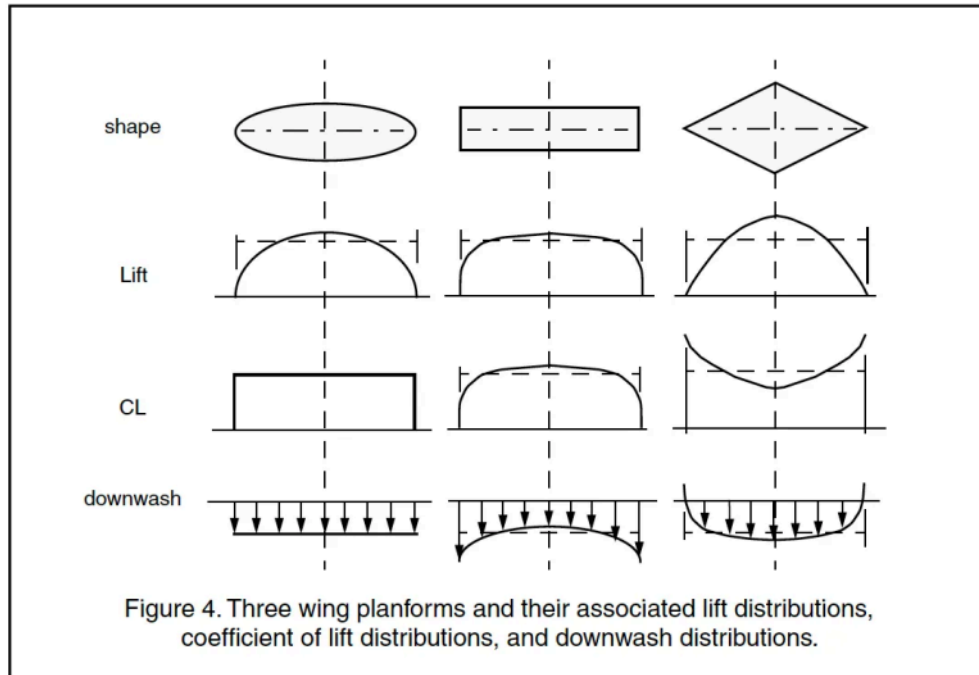 shape
Lift
CL
downwash
Figure 4. Three wing planforms and their associated lift distributions,
coefficient of lift distributions, and downwash distributions.